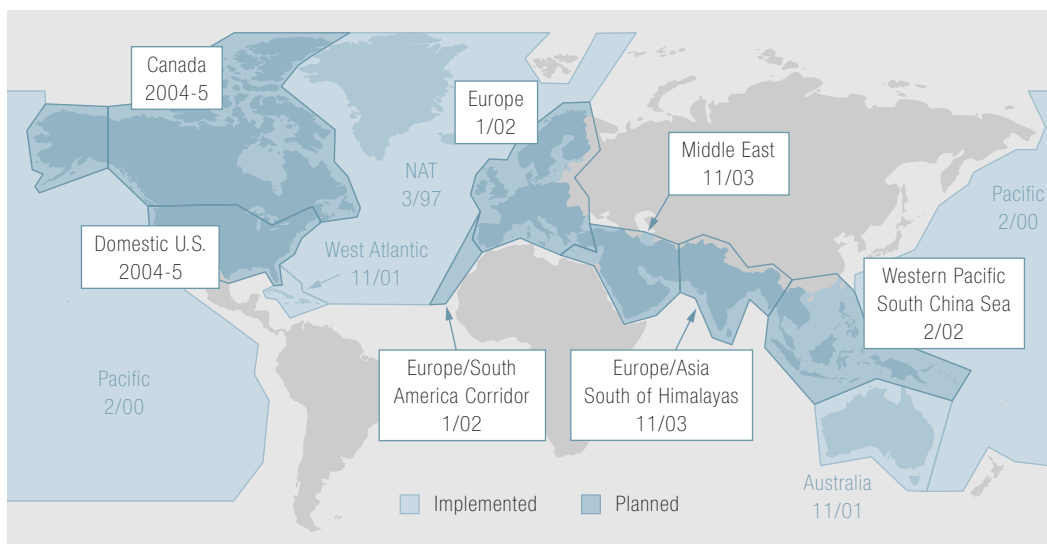 Canada
2004-5
Europe
1/02
Middle East
11/03
NAT
3/97
Pacific
2/00
Domestic U.S.
2004-5
West Atlantic
11/01
Western Pacific
South China Sea
2/02
Pacific
2/00
Europe/South
America Corridor
1/02
Europe/Asia
South of Himalayas
11/03
Australia
11/01
Implemented
Planned